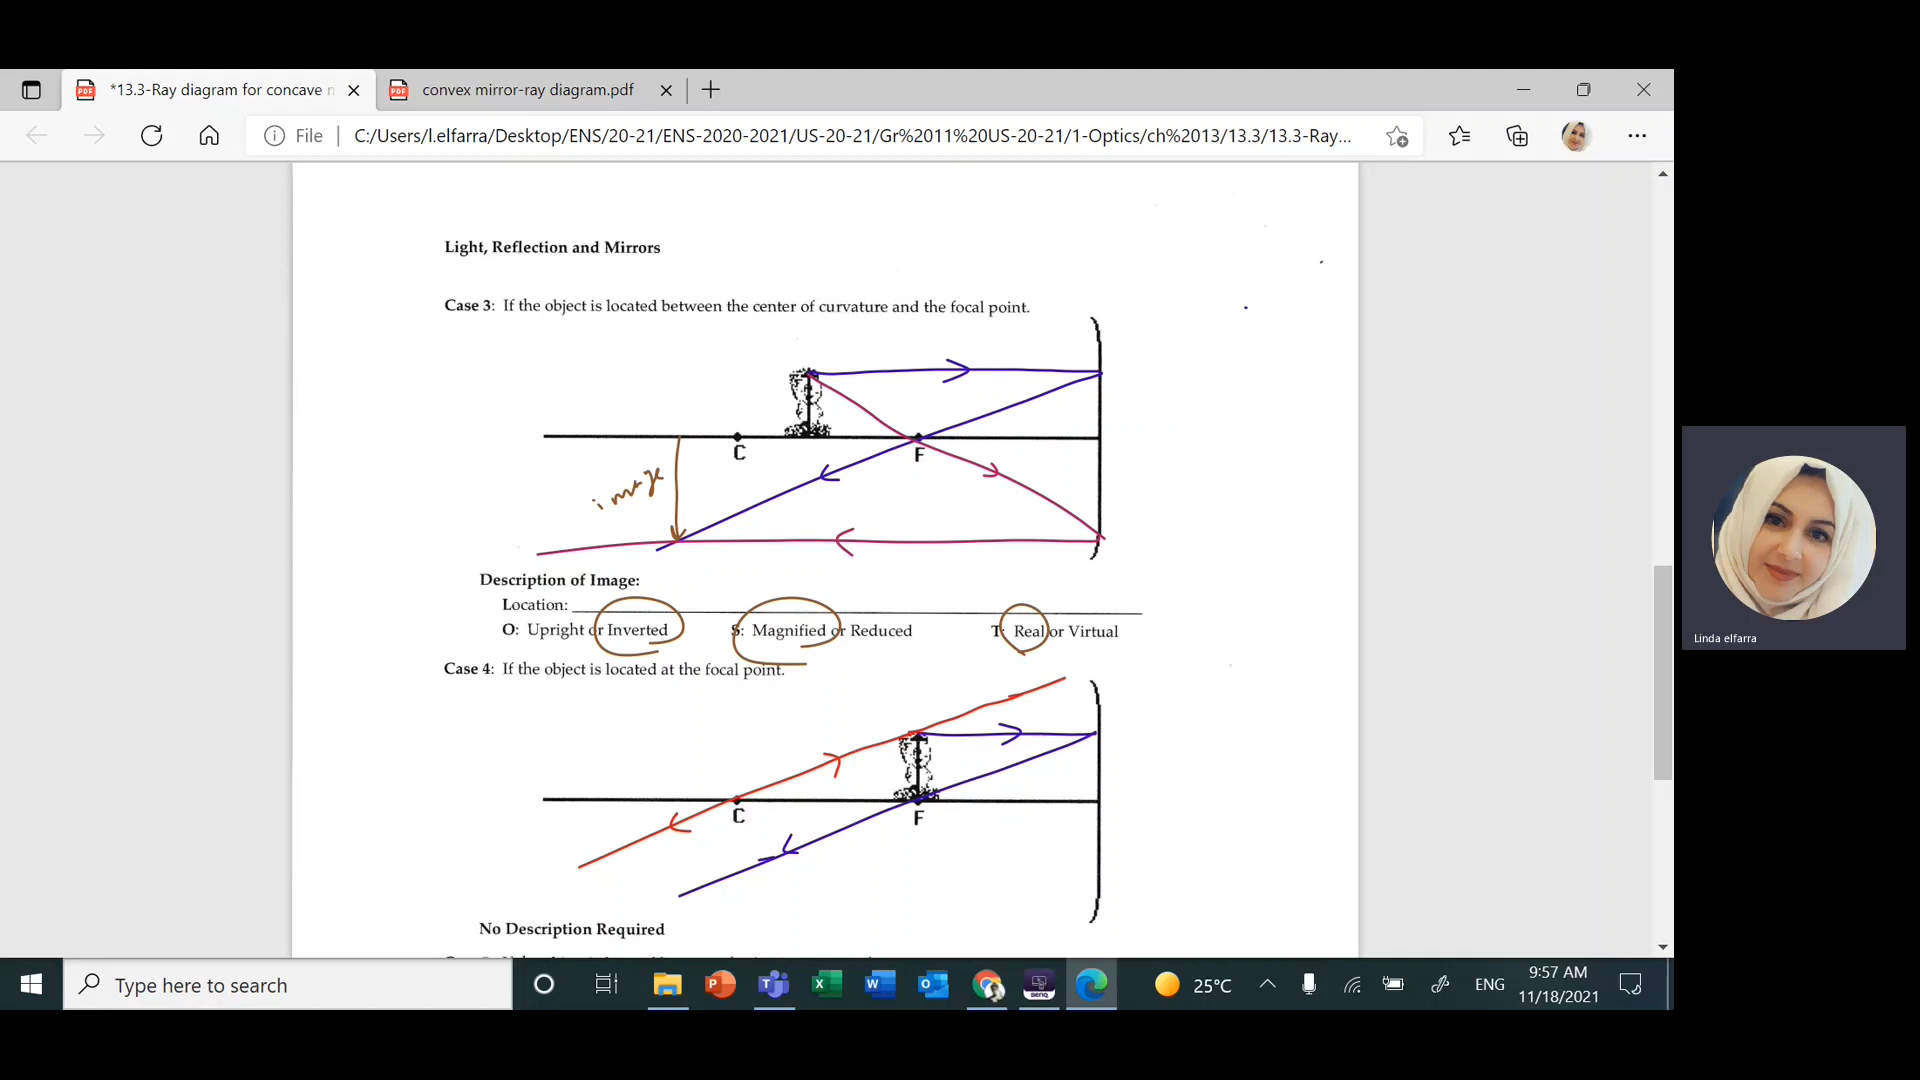 *13.3-Ray diagram for concave n
convex mirror-ray diagram.pdf
File
C:/Users/l.elfarra/Desktop/ENS/20-21/ENS-2020-2021/US-20-21/Gr%2011%20US-20-21/1-Optics/ch%2013/13.3/13.3-Ray...
Light, Reflection and Mirrors
Case 3: If the object is located between the center of curvature and the focal point.
C
F
image
Description of Image:
Location:
O: Upright or Inverted S: Magnified or Reduced T: Real or Virtual
Case 4: If the object is located at the focal point.
C
F
No Description Required
Linda elfarra
Type here to search
25°C
ENG
9:57 AM
11/18/2021